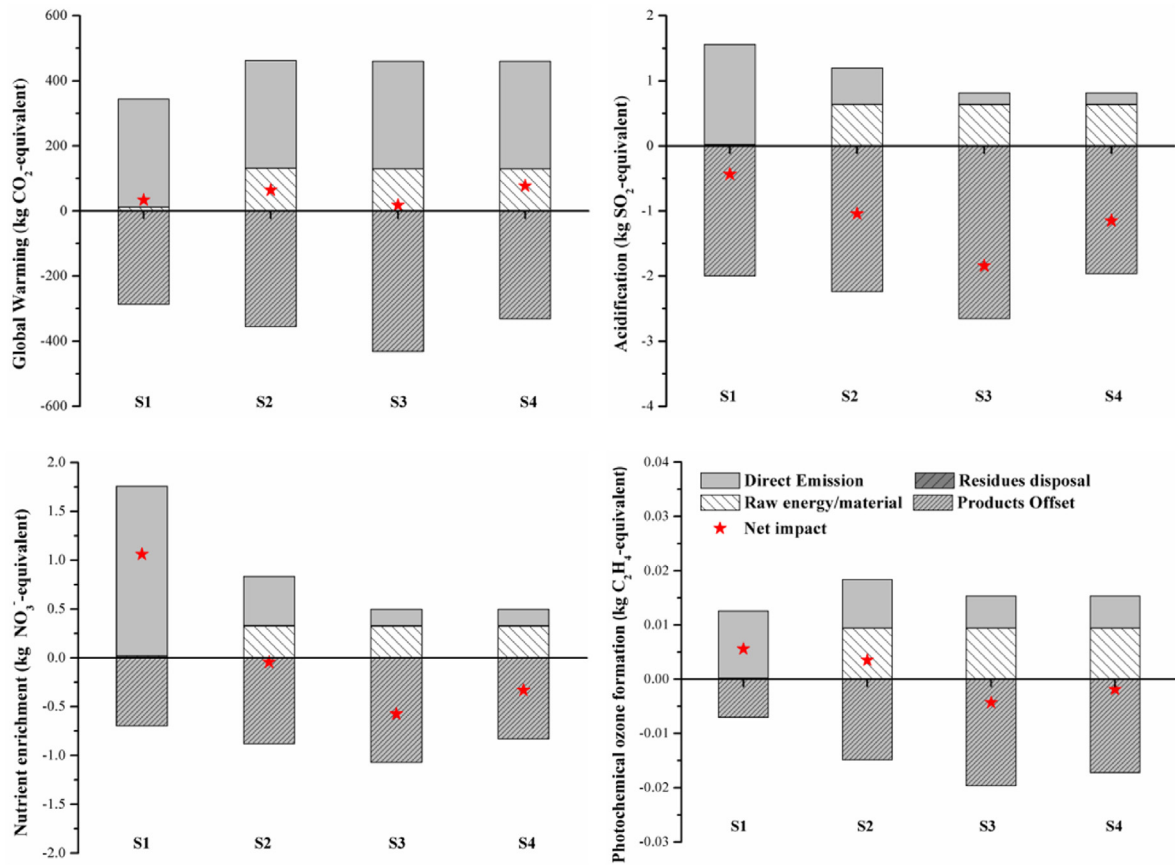 Global Warming (kg CO₂-equivalent)
600
400
200
0
-200
-400
-600
S1 S2 S3 S4
Acidification (kg SO₂-equivalent)
2
1
0
-1
-2
-3
-4
S1 S2 S3 S4
Nutrient enrichment (kg NO₃⁻-equivalent)
2.0
1.5
1.0
0.5
0.0
-0.5
-1.0
-2.0
S1 S2 S3 S4
Photochemical ozone formation (kg C₂H₄-equivalent)
0.04
0.04
0.02
0.01
0.00
-0.01
-0.02
-0.03
Direct Emission Residues disposal
Raw energy/material Products Offset
Net impact
S1 S2 S3 S4